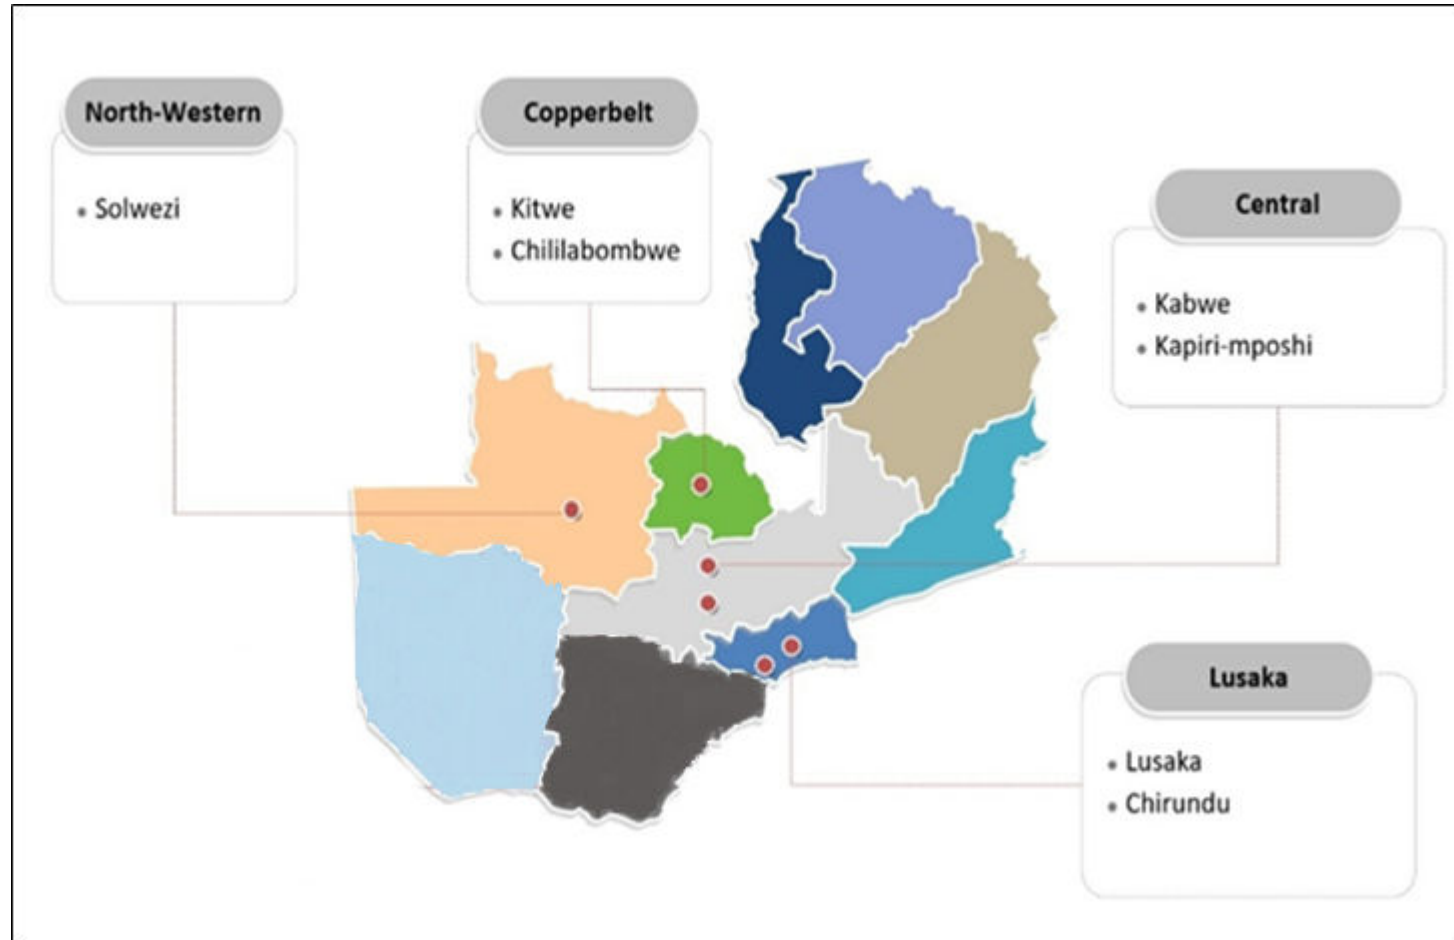 North-Western
• Solwezi
Copperbelt
• Kitwe
• Chililabombwe
Central
• Kabwe
• Kapiri-mposhi
Lusaka
• Lusaka
• Chirundu